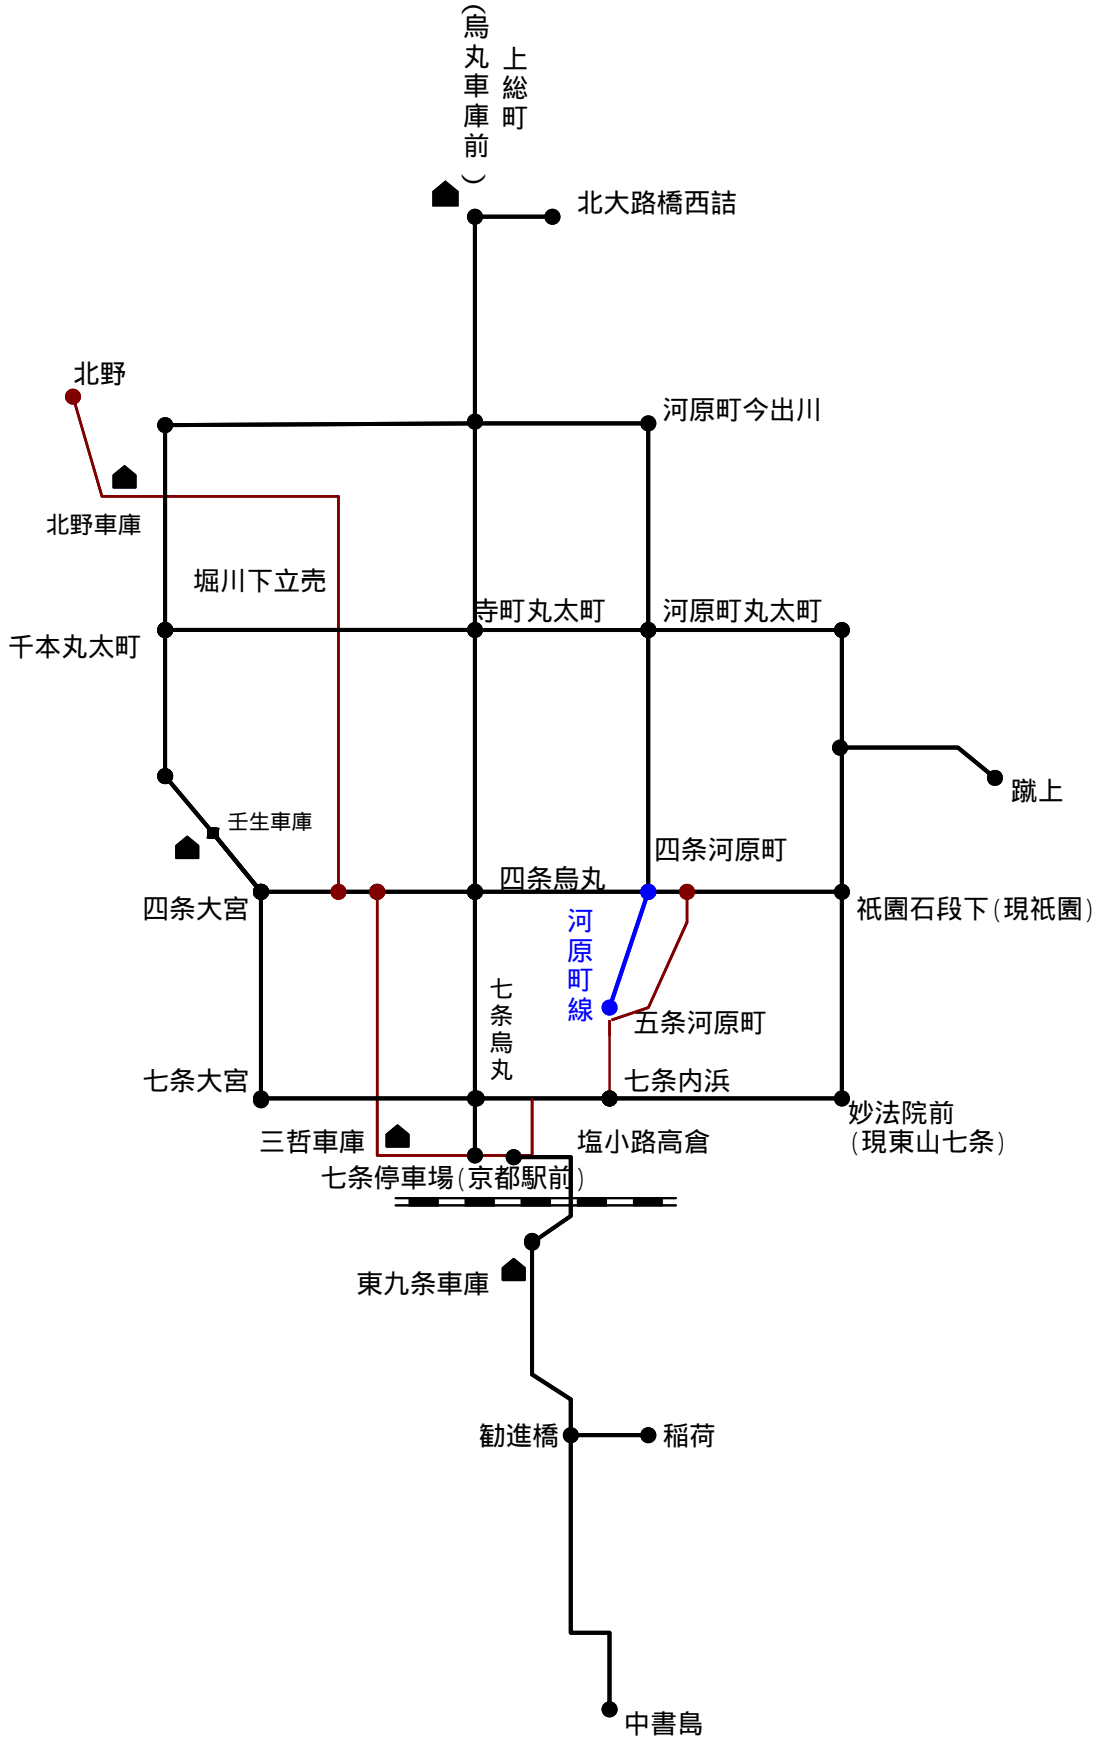 上総町
(烏丸車庫前)
北大路橋西詰
北野
河原町今出川
北野車庫
堀川下立売
寺町丸太町
河原町丸太町
千本丸太町
蹴上
壬生車庫
四条河原町
四条烏丸
四条大宮
祇園石段下(現祇園)
河原町線
七条烏丸
五条河原町
七条大宮
七条内浜
妙法院前
(現東山七条)
三哲車庫
塩小路高倉
七条停車場(京都駅前)
東九条車庫
勧進橋
稲荷
中書島